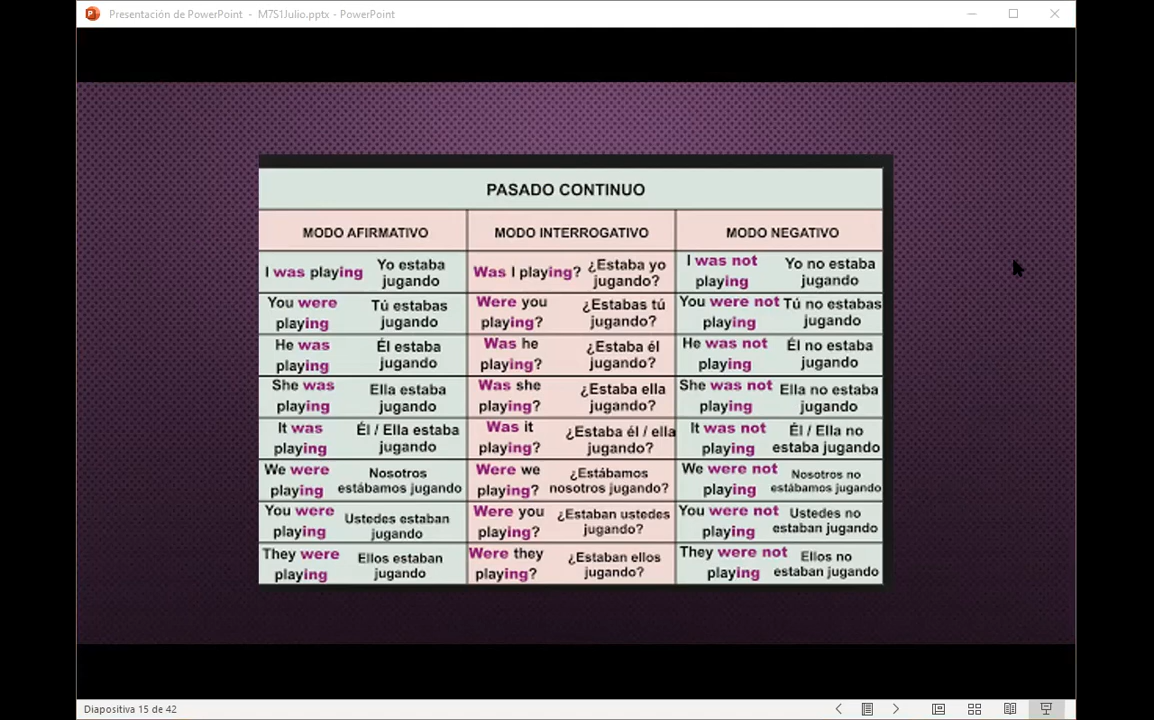 Presentación de PowerPoint - M7S1Julio.pptx - PowerPoint
PASADO CONTINUO
MODO AFIRMATIVO
MODO INTERROGATIVO
MODO NEGATIVO
I was playing
Yo estaba
jugando
Was I playing?
¿Estaba yo
jugando?
I was not
playing
Yo no estaba
jugando
You were
playing
Tú estabas
jugando
Were you
playing?
¿Estabas tú
jugando?
You were not
playing
Tú no estabas
jugando
He was
playing
Él estaba
jugando
Was he
playing?
¿Estaba él
jugando?
He was not
playing
Él no estaba
jugando
She was
playing
Ella estaba
jugando
Was she
playing?
¿Estaba ella
jugando?
She was not
playing
Ella no estaba
jugando
It was
playing
Él / Ella estaba
jugando
Was it
playing?
¿Estaba él / ella
jugando?
It was not
playing
Él / Ella no
estaba jugando
We were
playing
Nosotros
estábamos jugando
Were we
playing?
¿Estábamos
nosotros jugando?
We were not
playing
Nosotros no
estábamos jugando
You were
playing
Ustedes estaban
jugando
Were you
playing?
¿Estaban ustedes
jugando?
You were not
playing
Ustedes no
estaban jugando
They were
playing
Ellos estaban
jugando
Were they
playing?
¿Estaban ellos
jugando?
They were not
playing
Ellos no
estaban jugando
Diapositiva 15 de 42